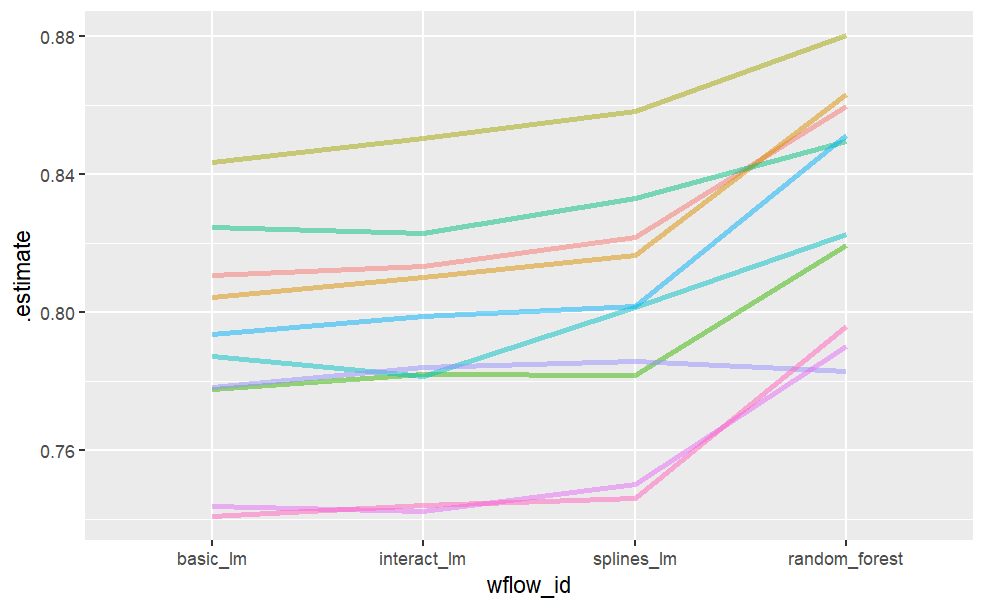 0.88
0.84
0.80
0.76
.estimate
basic_lm
interact_lm
splines_lm
random_forest
wflow_id